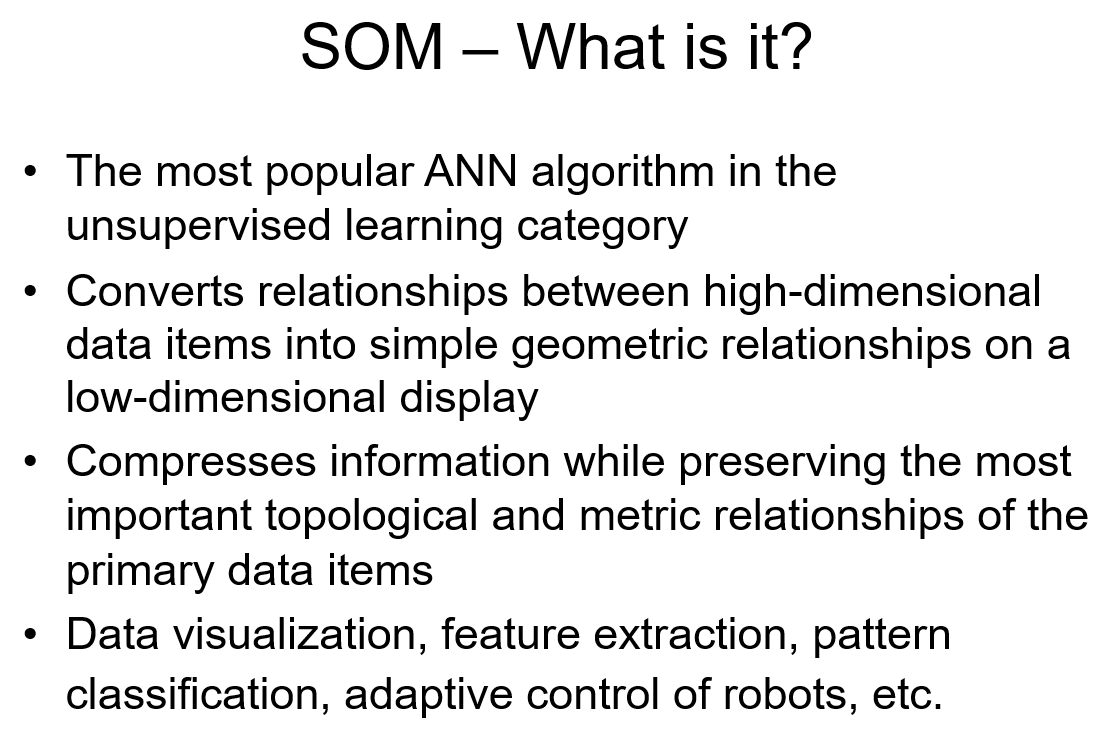 SOM – What is it?
• The most popular ANN algorithm in the
unsupervised learning category
• Converts relationships between high-dimensional
data items into simple geometric relationships on a
low-dimensional display
• Compresses information while preserving the most
important topological and metric relationships of the
primary data items
• Data visualization, feature extraction, pattern
classification, adaptive control of robots, etc.